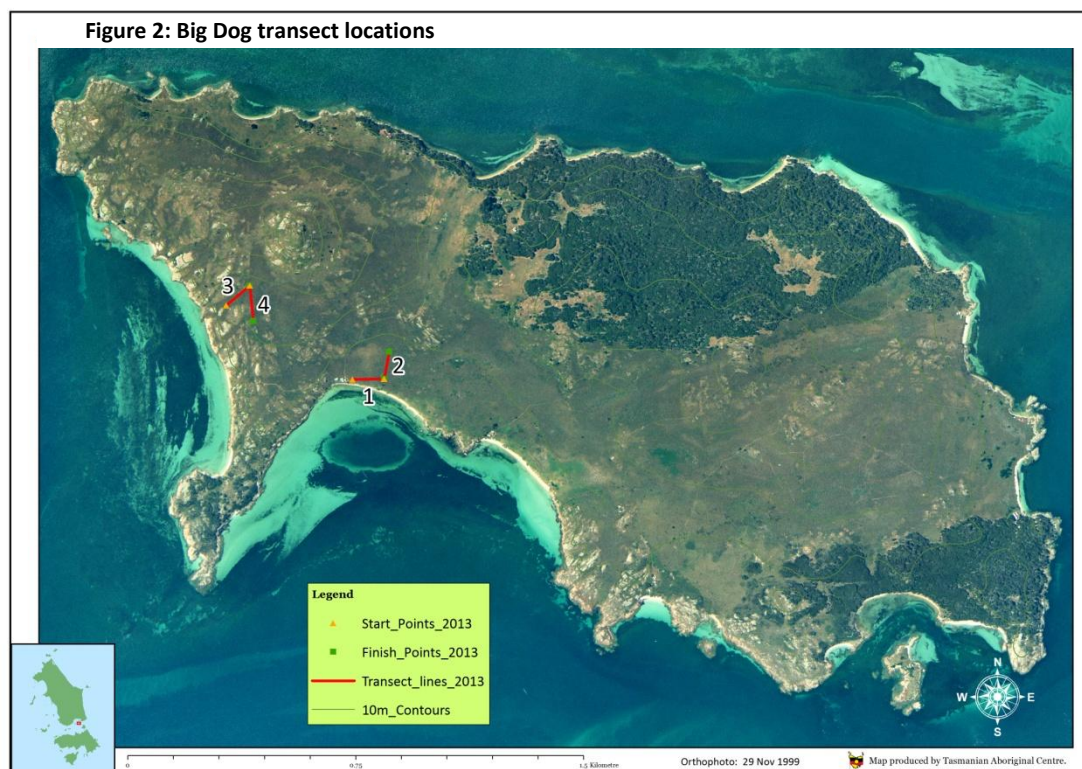 Figure 2: Big Dog transect locations
3
4
2
1
Legend
Start_Points_2013
Finish_Points_2013
Transect_lines_2013
10m_Contours
N
W E
S
0 0.75 1.5 Kilometre
Orthophoto: 29 Nov 1999
Map produced by Tasmanian Aboriginal Centre.